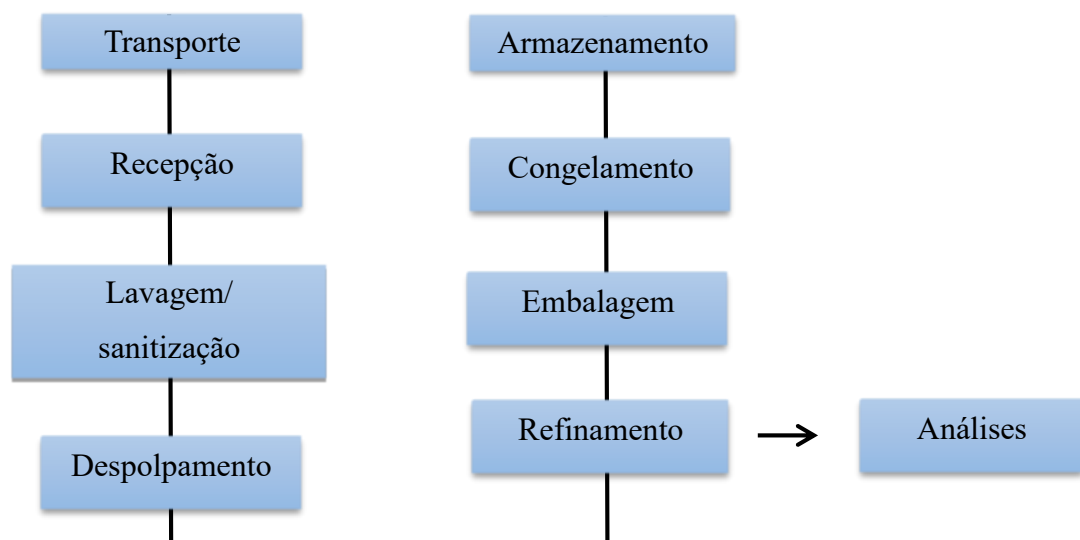 Transporte
Recepção
Lavagem/
sanitização
Despolpamento
Armazenamento
Congelamento
Embalagem
Refinamento
Análises